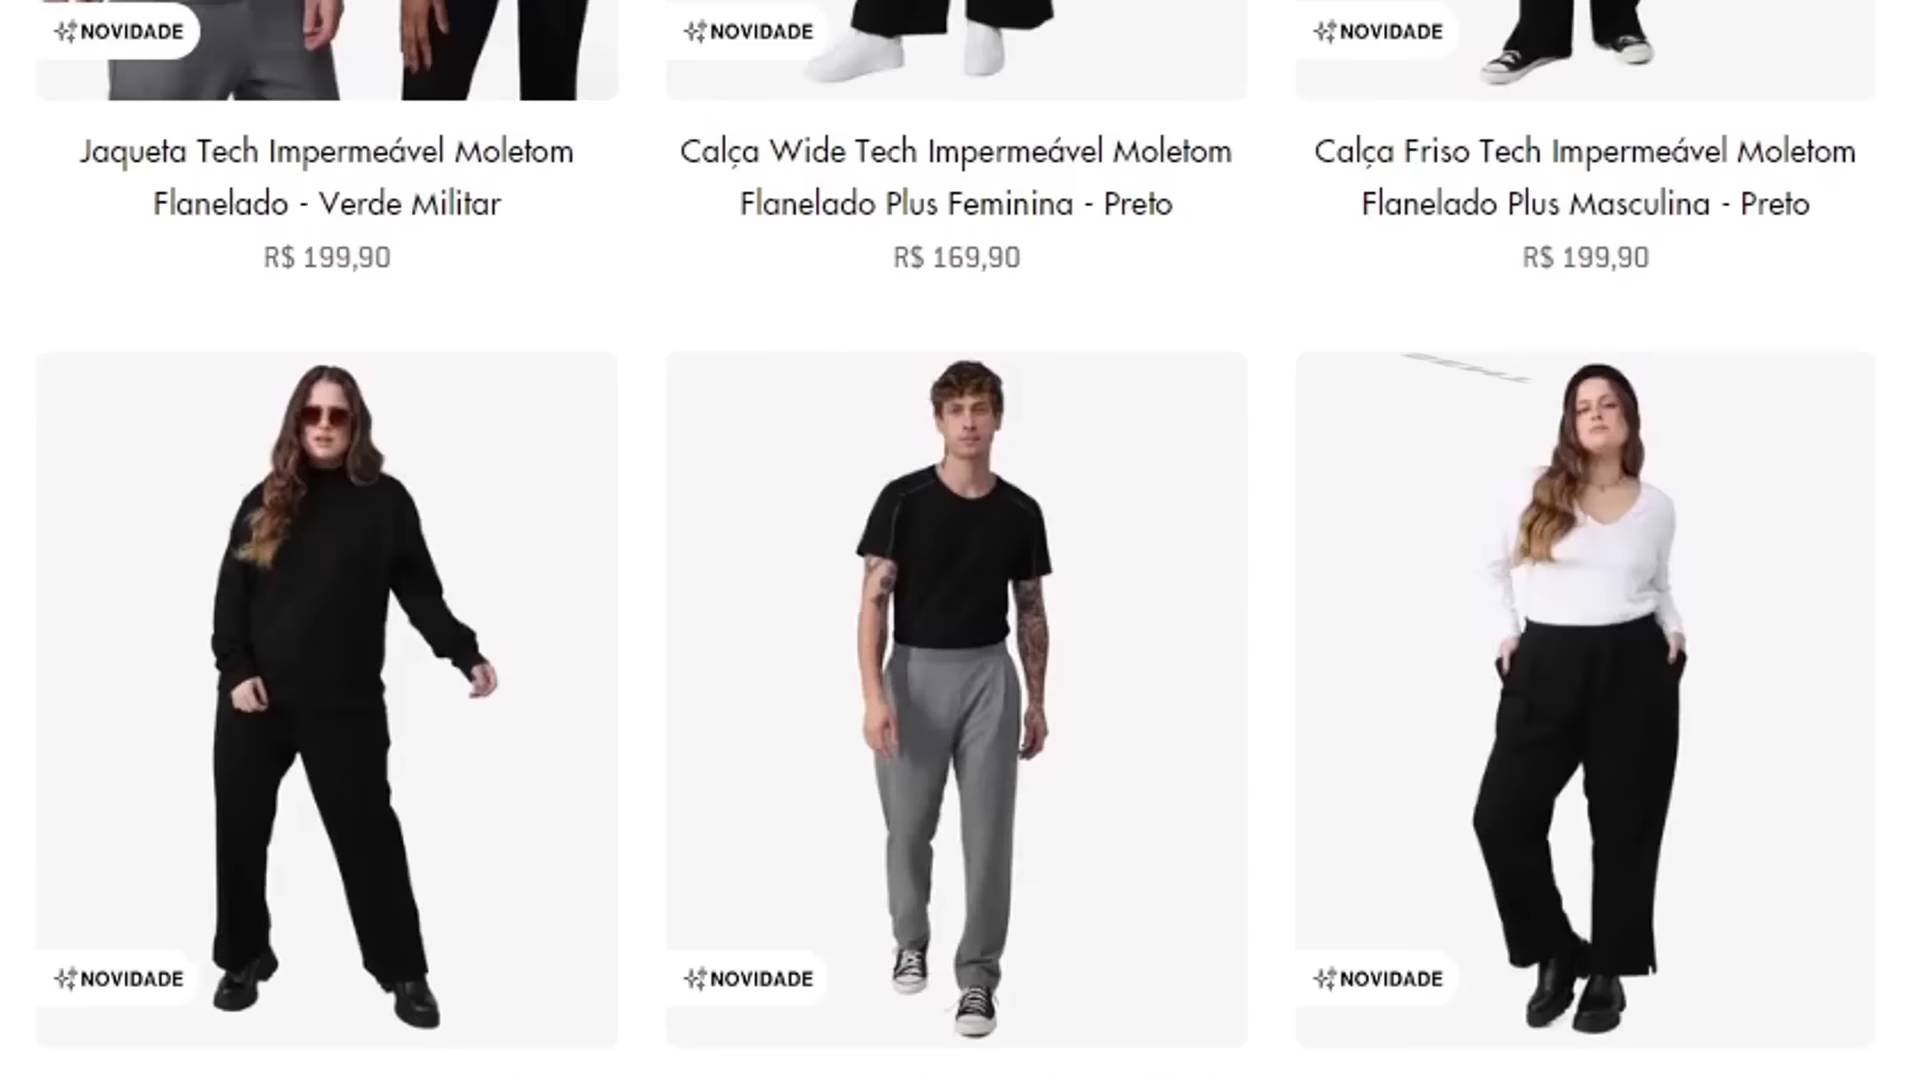 NOVIDADE
NOVIDADE
NOVIDADE
Jaqueta Tech Impermeável Moletom
Flanelado - Verde Militar
R$ 199,90
Calça Wide Tech Impermeável Moletom
Flanelado Plus Feminina - Preto
R$ 169,90
Calça Friso Tech Impermeável Moletom
Flanelado Plus Masculina - Preto
R$ 199,90
NOVIDADE
NOVIDADE
NOVIDADE